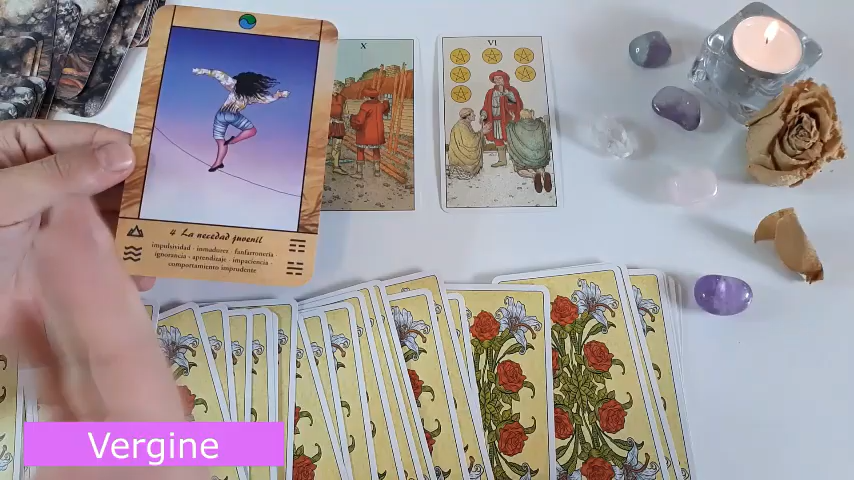 X
VI
4 La necedad juvenil
impulsividad · inmadurez · fanfarronería
ignorancia · aprendizaje · impaciencia ·
comportamiento imprudente
Vergine